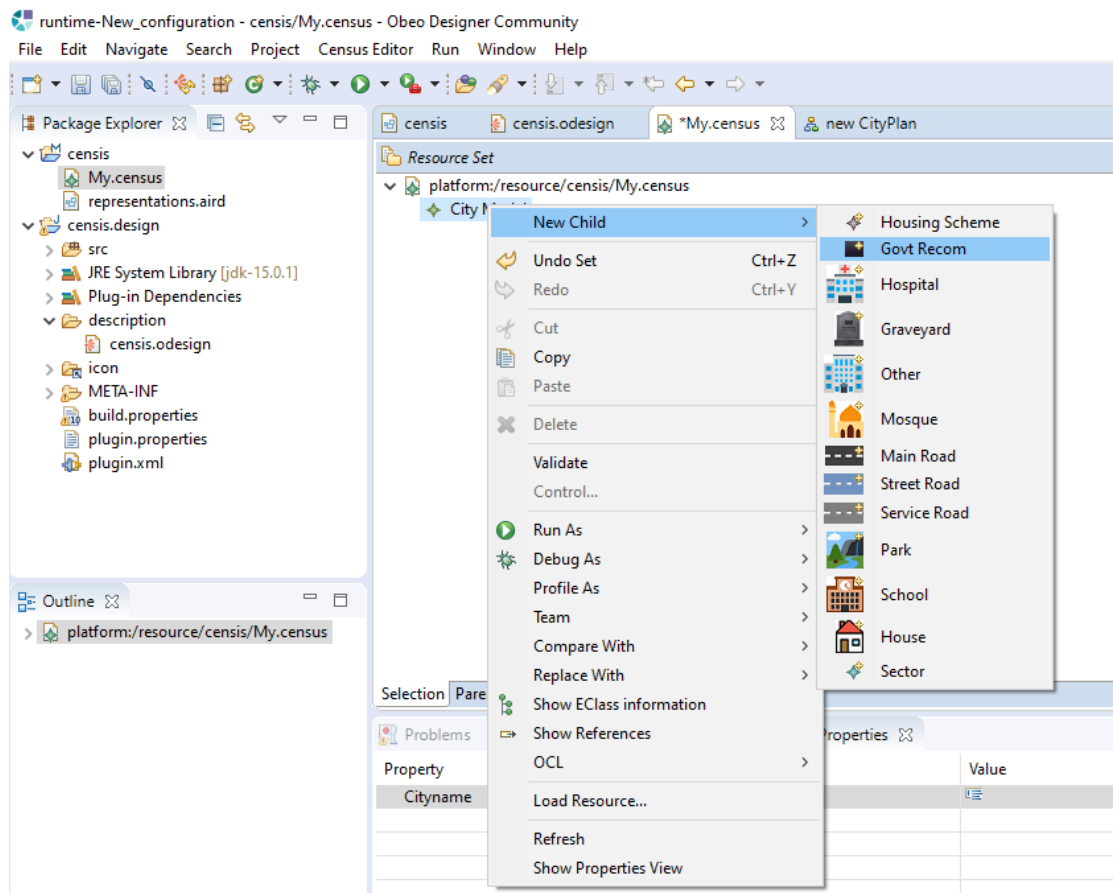 runtime-New_configuration - censis/My.census - Obeo Designer Community
File Edit Navigate Search Project Census Editor Run Window Help
Package Explorer
censis
My.census
representations.aird
censis.design
src
JRE System Library [jdk-15.0.1]
Plug-in Dependencies
description
censis.odesign
icon
META-INF
build.properties
plugin.properties
plugin.xml
Outline
platform:/resource/censis/My.census
censis censis.odesign *My.census new CityPlan
Resource Set
platform:/resource/censis/My.census
City
New Child
Undo Set Ctrl+Z
Redo Ctrl+Y
Cut
Copy
Paste
Delete
Validate
Control...
Run As
Debug As
Profile As
Team
Compare With
Replace With
Show EClass information
Show References
OCL
Load Resource...
Refresh
Show Properties View
Housing Scheme
Govt Recom
Hospital
Graveyard
Other
Mosque
Main Road
Street Road
Service Road
Park
School
House
Sector
Selection Pare
Problems Properties
Property Value
Cityname